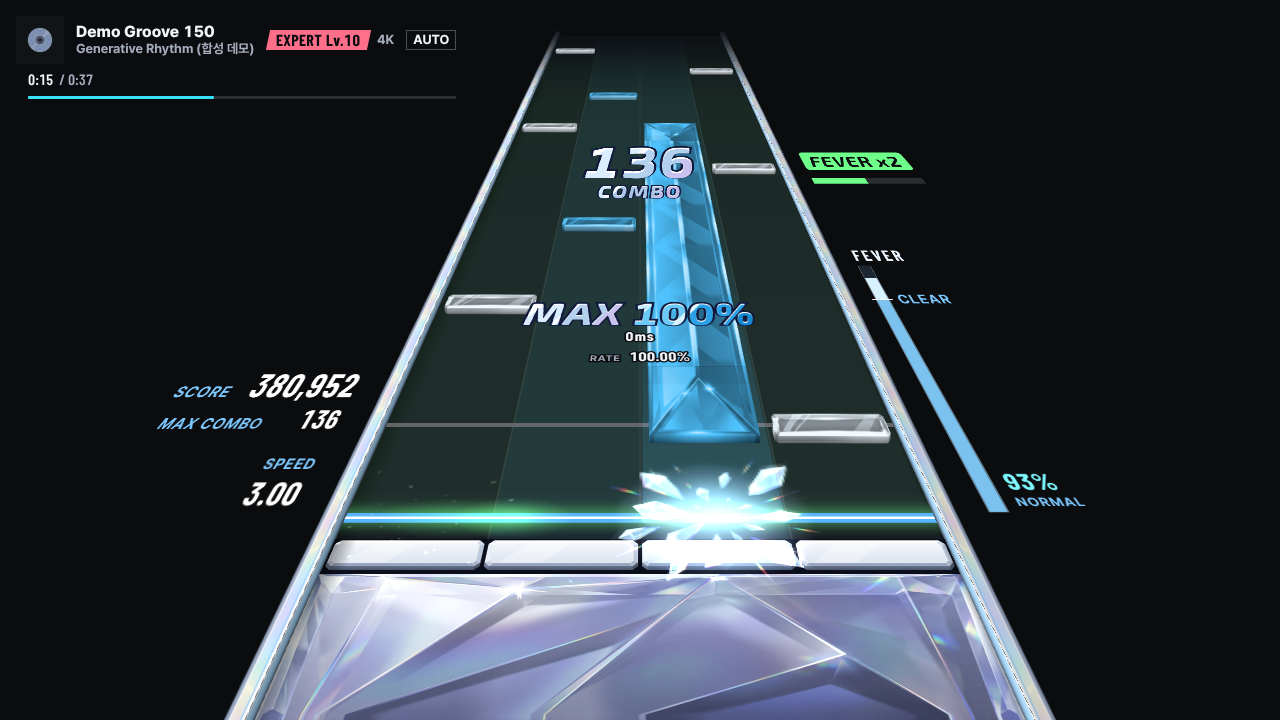 Demo Groove 150
Generative Rhythm (합성 데모)
EXPERT Lv.10
4K
AUTO
0:15 / 0:37
136
COMBO
FEVER x2
FEVER
CLEAR
MAX 100%
0ms
RATE 100.00%
SCORE 380,952
MAX COMBO 136
SPEED
3.00
93%
NORMAL